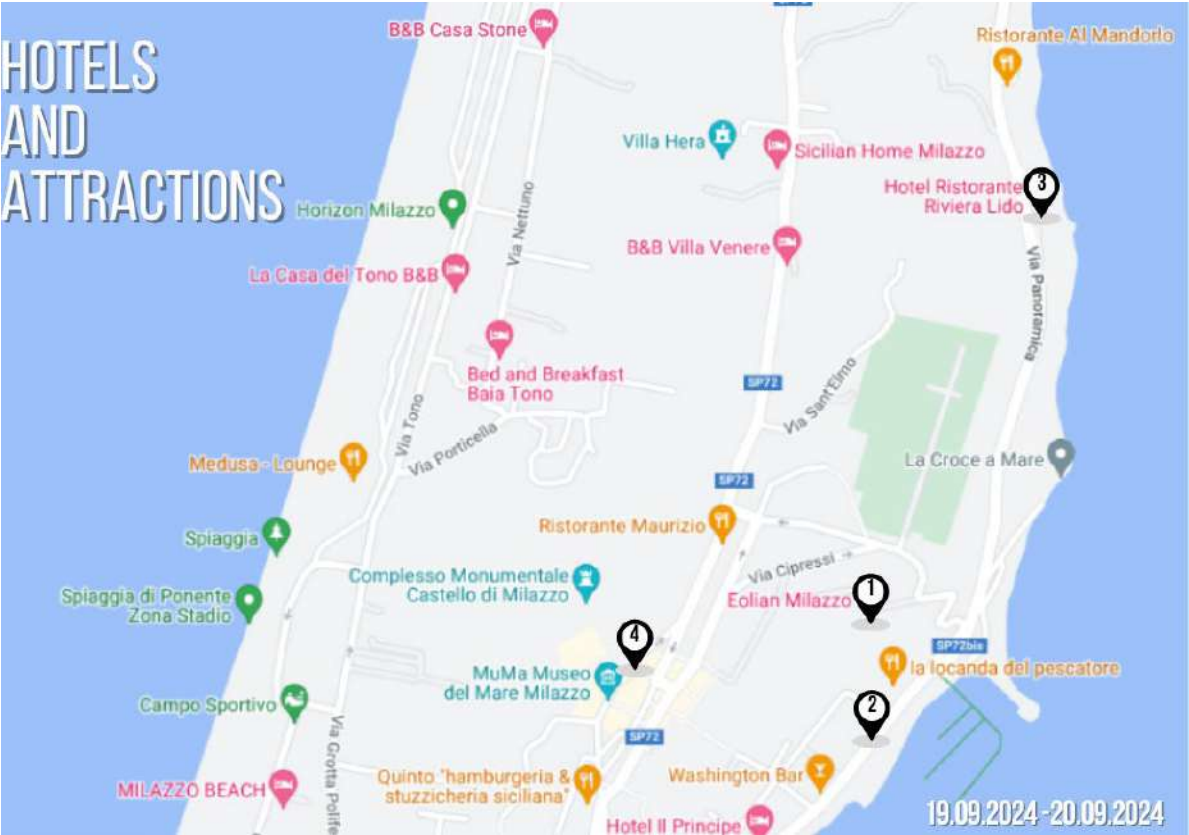 HOTELS
AND
ATTRACTIONS
B&B Casa Stone
Ristorante Al Mandorlo
Villa Hera
Sicilian Home Milazzo
Hotel Ristorante
Riviera Lido
3
Horizon Milazzo
Via Nettuno
B&B Villa Venere
La Casa del Tono B&B
Via Panoramica
Bed and Breakfast
Baia Tono
SP72
Via Sant'Elmo
Via Tono
Via Porticella
Medusa - Lounge
La Croce a Mare
SP72
Ristorante Maurizio
Spiaggia
Via Cipressi
Complesso Monumentale
Castello di Milazzo
Eolian Milazzo
1
Spiaggia di Ponente
Zona Stadio
4
SP72bis
la locanda del pescatore
MuMa Museo
del Mare Milazzo
Campo Sportivo
2
SP72
Via Grotta Polife
Quinto "hamburgeria &
stuzzicheria siciliana"
Washington Bar
MILAZZO BEACH
Hotel Il Principe
19.09.2024-20.09.2024